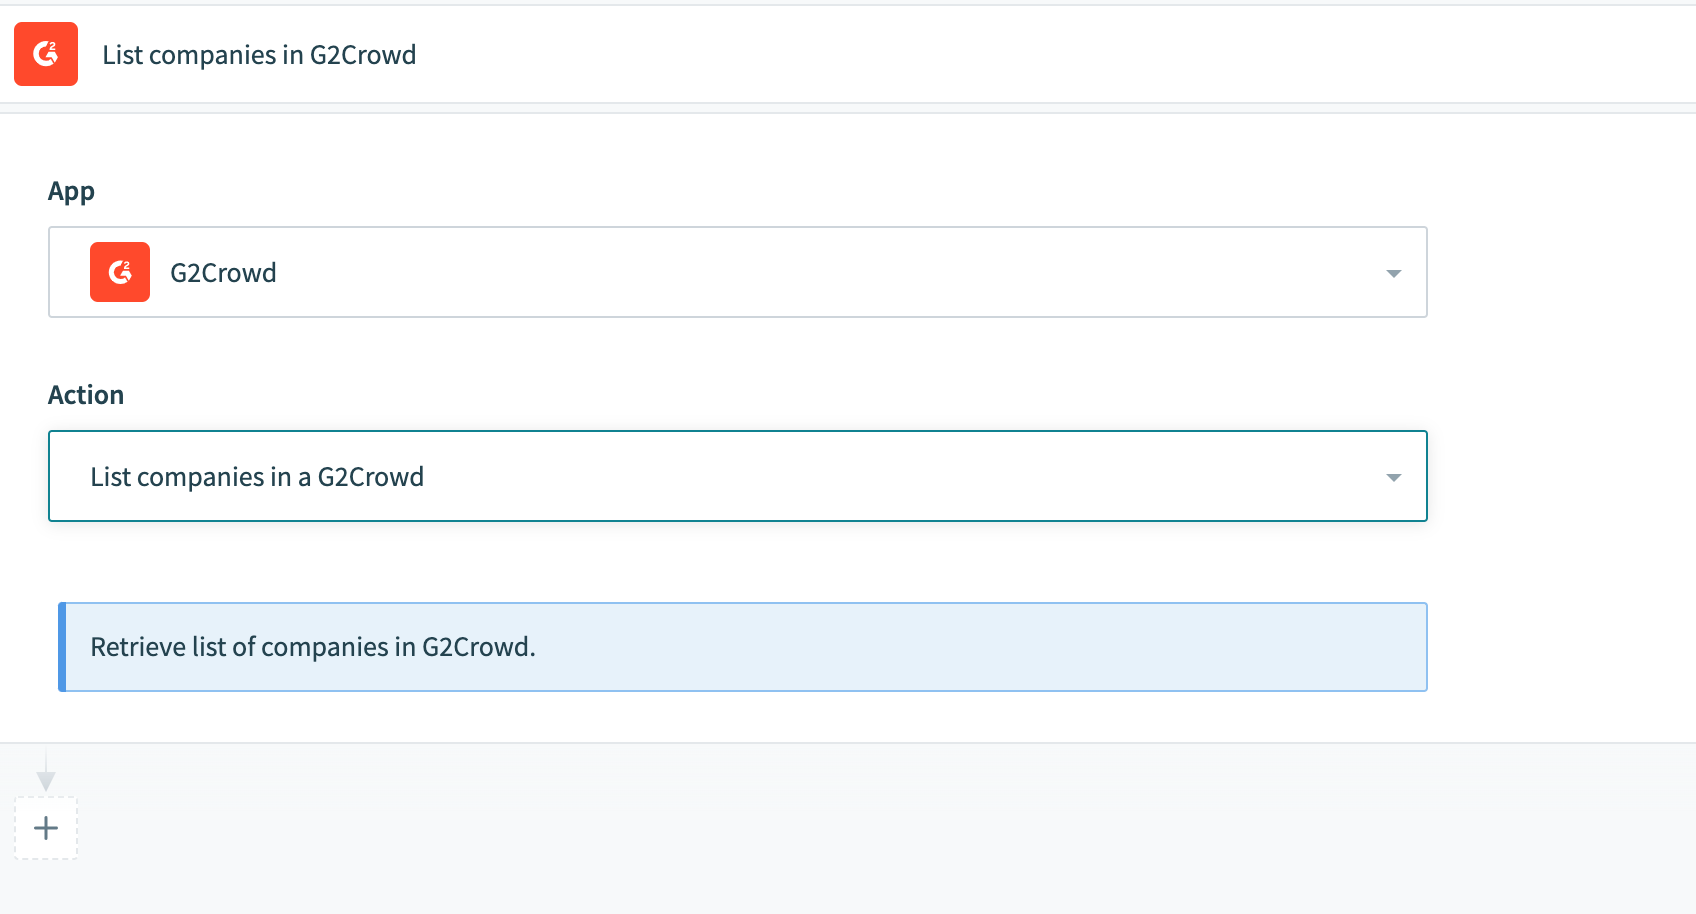 List companies in G2Crowd
App
G2Crowd
Action
List companies in a G2Crowd
Retrieve list of companies in G2Crowd.